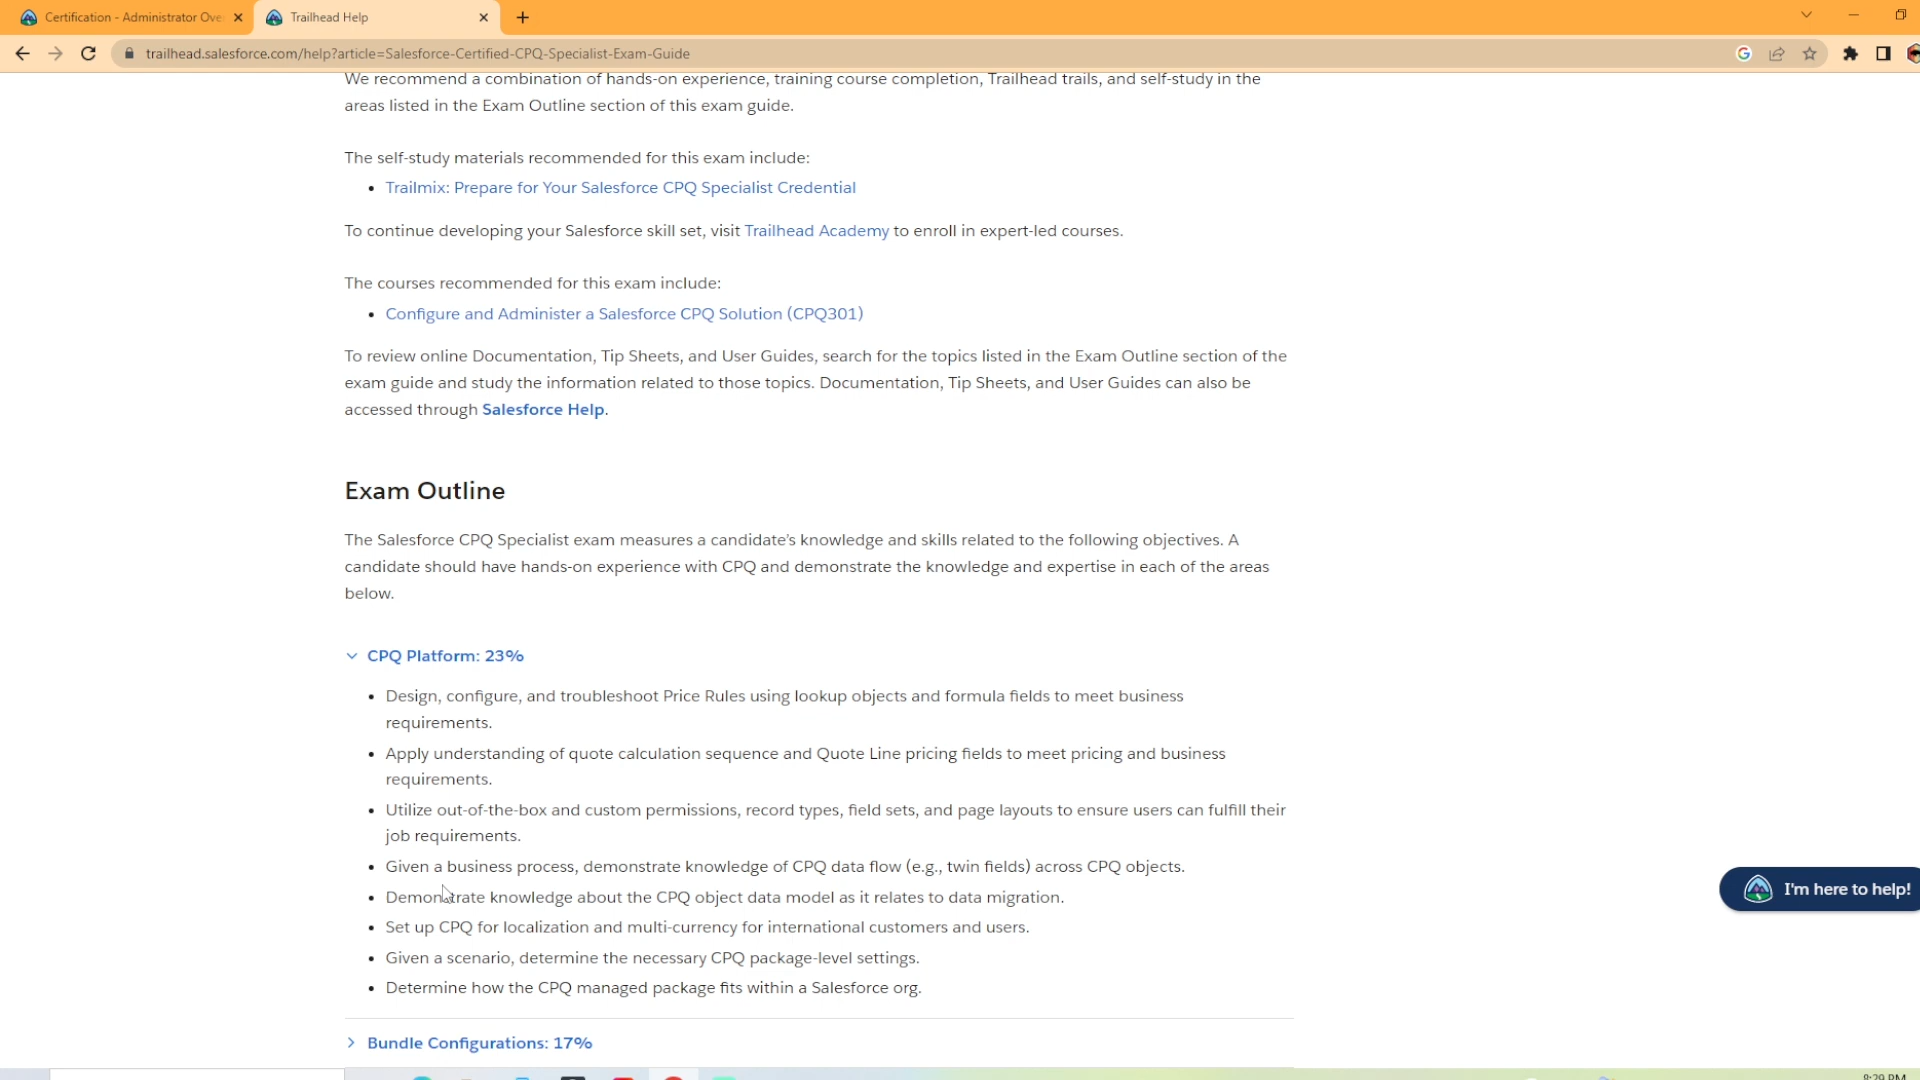 Certification - Administrator Ove
Trailhead Help
trailhead.salesforce.com/help?article=Salesforce-Certified-CPQ-Specialist-Exam-Guide
We recommend a combination of hands-on experience, training course completion, Trailhead trails, and self-study in the
areas listed in the Exam Outline section of this exam guide.
The self-study materials recommended for this exam include:
• Trailmix: Prepare for Your Salesforce CPQ Specialist Credential
To continue developing your Salesforce skill set, visit Trailhead Academy to enroll in expert-led courses.
The courses recommended for this exam include:
• Configure and Administer a Salesforce CPQ Solution (CPQ301)
To review online Documentation, Tip Sheets, and User Guides, search for the topics listed in the Exam Outline section of the
exam guide and study the information related to those topics. Documentation, Tip Sheets, and User Guides can also be
accessed through Salesforce Help.
Exam Outline
The Salesforce CPQ Specialist exam measures a candidate’s knowledge and skills related to the following objectives. A
candidate should have hands-on experience with CPQ and demonstrate the knowledge and expertise in each of the areas
below.
CPQ Platform: 23%
• Design, configure, and troubleshoot Price Rules using lookup objects and formula fields to meet business
requirements.
• Apply understanding of quote calculation sequence and Quote Line pricing fields to meet pricing and business
requirements.
• Utilize out-of-the-box and custom permissions, record types, field sets, and page layouts to ensure users can fulfill their
job requirements.
• Given a business process, demonstrate knowledge of CPQ data flow (e.g., twin fields) across CPQ objects.
• Demonstrate knowledge about the CPQ object data model as it relates to data migration.
I'm here to help!
• Set up CPQ for localization and multi-currency for international customers and users.
• Given a scenario, determine the necessary CPQ package-level settings.
• Determine how the CPQ managed package fits within a Salesforce org.
Bundle Configurations: 17%
8:29 PM